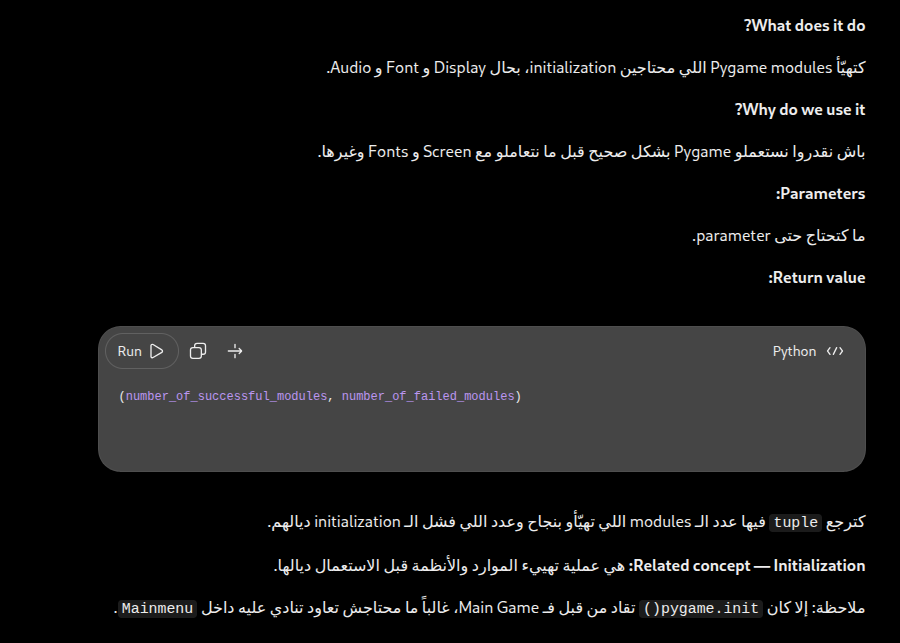 What does it do?
كتهيّأ Pygame modules اللي محتاجين initialization، بحال Display و Font و Audio.
Why do we use it?
باش نقدروا نستعملو Pygame بشكل صحيح قبل ما نتعاملو مع Screen و Fonts وغيرها.
Parameters:
ما كتحتاج حتى parameter.
Return value:
Run
Python
(number_of_successful_modules, number_of_failed_modules)
كترجع tuple فيها عدد الـ modules اللي تهيّأو بنجاح وعدد اللي فشل الـ initialization ديالهم.
Related concept — Initialization: هي عملية تهييء الموارد والأنظمة قبل الاستعمال ديالها.
ملاحظة: إلا كان pygame.init() تقاد من قبل فـ Main Game، غالباً ما محتاجش تعاود تنادي عليه داخل Mainmenu.